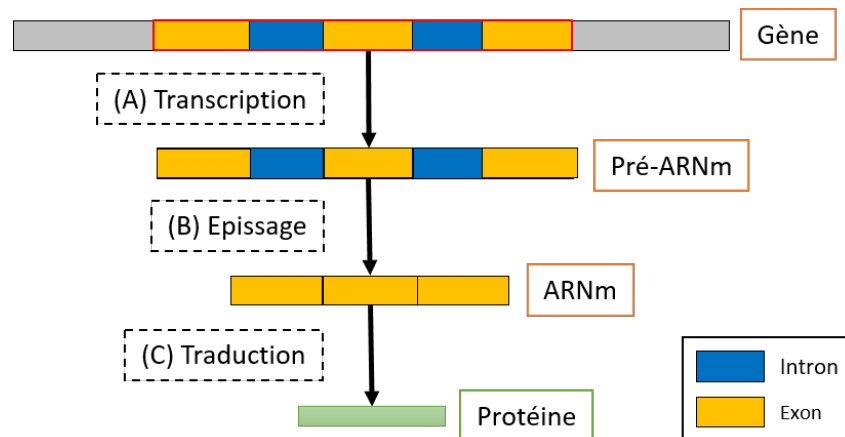 Gène
(A) Transcription
Pré-ARNm
(B) Epissage
ARNm
(C) Traduction
Intron
Protéine
Exon